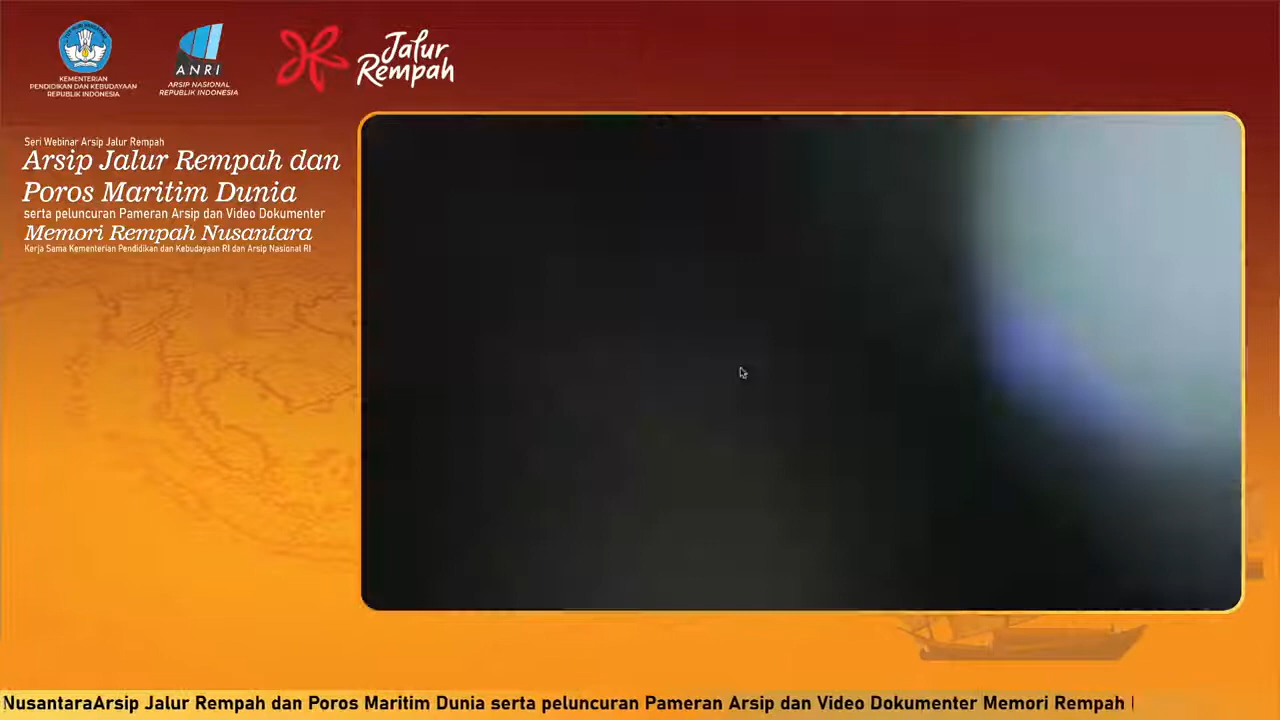 KEMENTERIAN
PENDIDIKAN DAN KEBUDAYAAN
REPUBLIK INDONESIA
ANRI
ARSIP NASIONAL
REPUBLIK INDONESIA
Jalur
Rempah
Seri Webinar Arsip Jalur Rempah
Arsip Jalur Rempah dan
Poros Maritim Dunia
serta peluncuran Pameran Arsip dan Video Dokumenter
Memori Rempah Nusantara
Kerja Sama Kementerian Pendidikan dan Kebudayaan RI dan Arsip Nasional RI
NusantaraArsip Jalur Rempah dan Poros Maritim Dunia serta peluncuran Pameran Arsip dan Video Dokumenter Memori Rempah